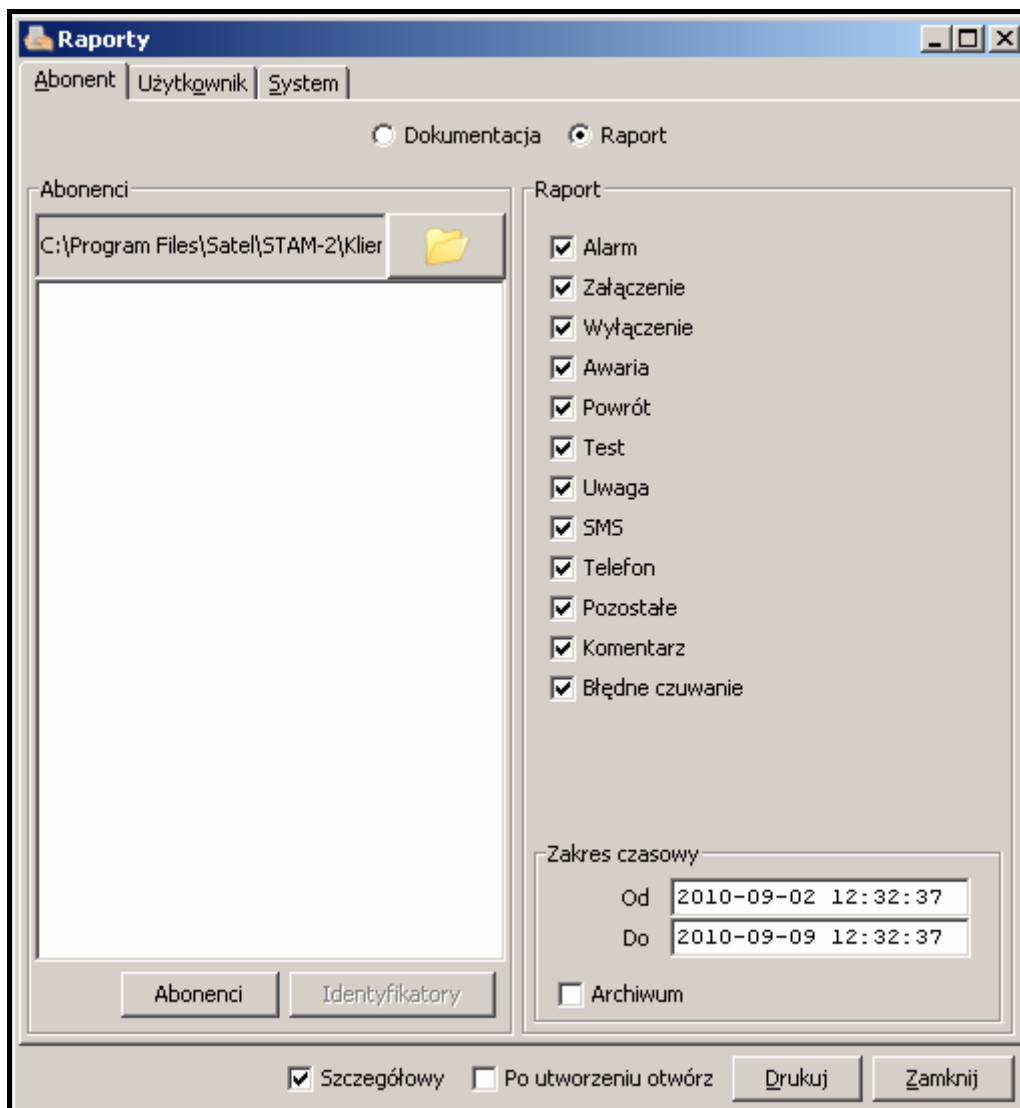 Raporty
Abonent Użytkownik System
Dokumentacja Raport
Abonenci
C:\Program Files\Satel\STAM-2\Klier
Raport
Alarm
Załączenie
Wyłączenie
Awaria
Powrót
Test
Uwaga
SMS
Telefon
Pozostałe
Komentarz
Błędne czuwanie
Zakres czasowy
Od 2010-09-02 12:32:37
Do 2010-09-09 12:32:37
Archiwum
Abonenci Identyfikatory
Szczegółowy Po utworzeniu otwórz Drukuj Zamknij